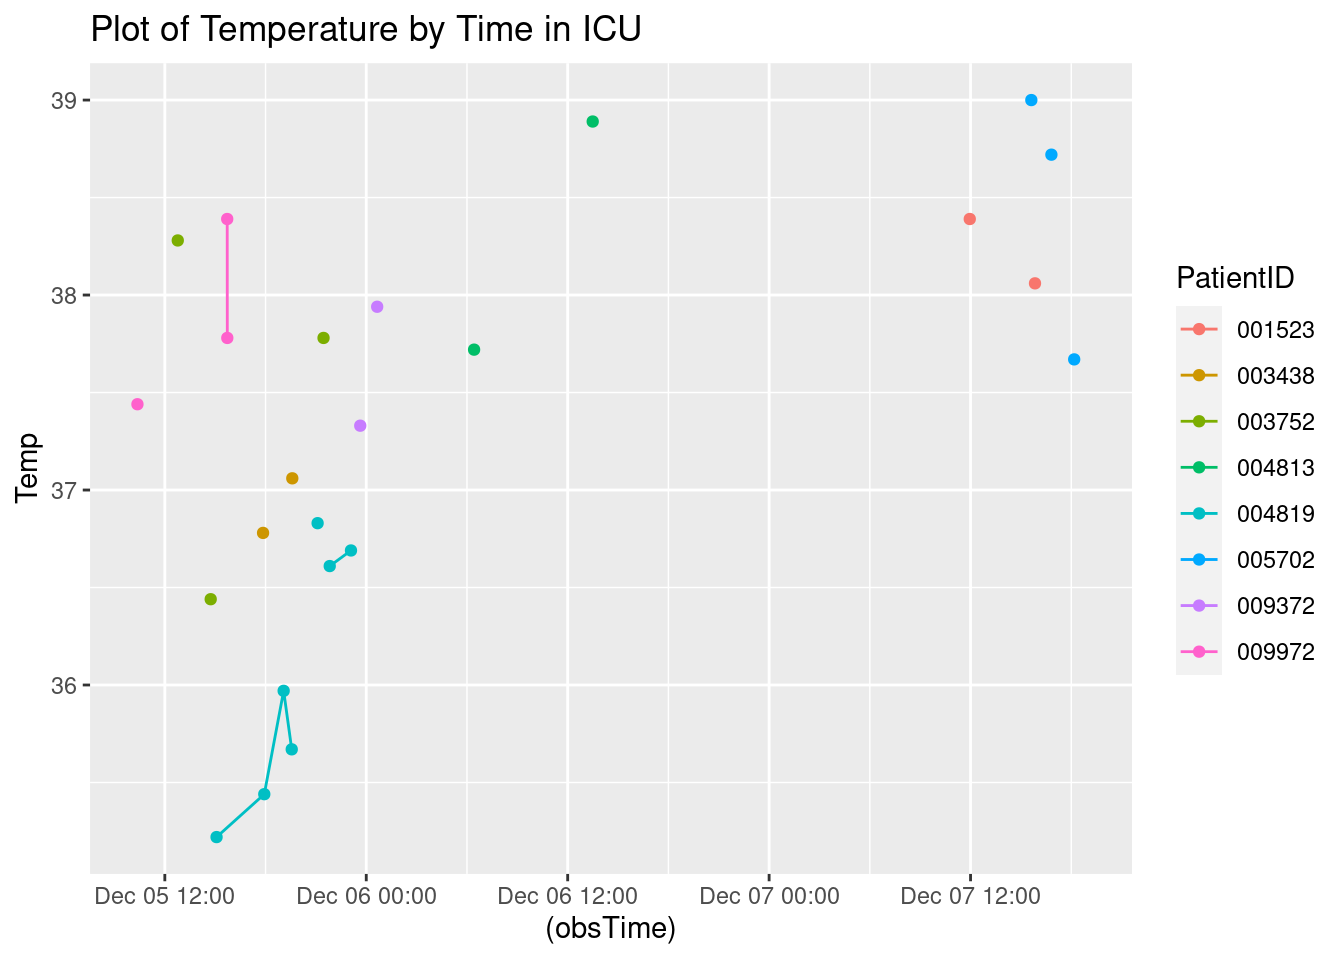 Plot of Temperature by Time in ICU
39
38
37
36
Temp
Dec 05 12:00
Dec 06 00:00
Dec 06 12:00
Dec 07 00:00
Dec 07 12:00
(obsTime)
PatientID
001523
003438
003752
004813
004819
005702
009372
009972